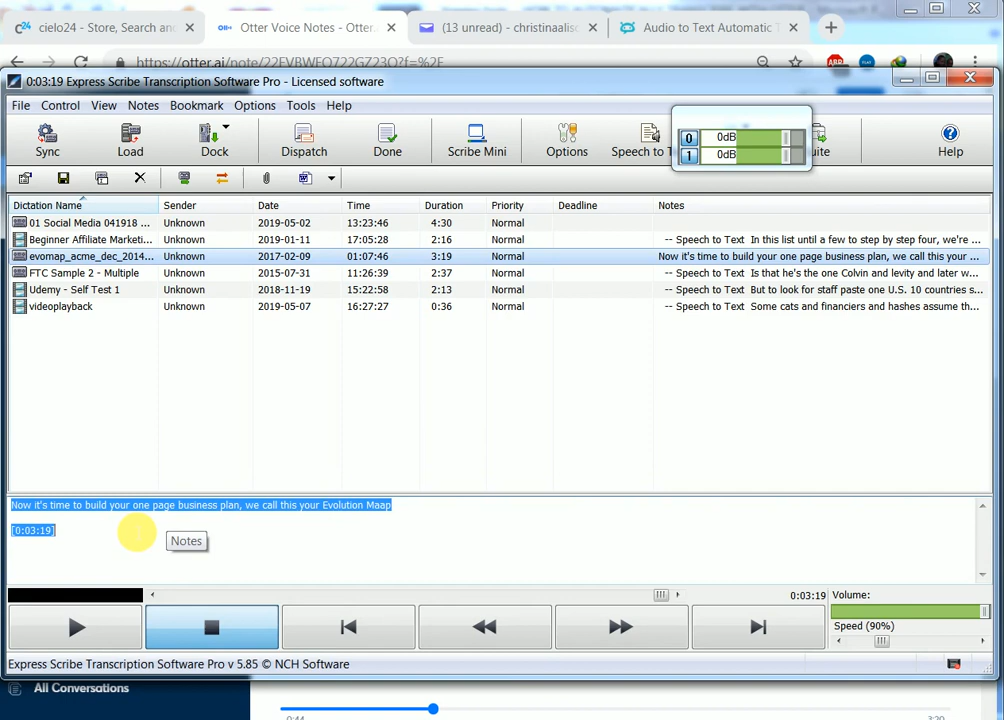 cielo24 - Store, Search and
Otter Voice Notes - Otter.
(13 unread) - christinaalisc
Audio to Text Automatic T
https://otter.ai/note/
0:03:19 Express Scribe Transcription Software Pro - Licensed software
File Control View Notes Bookmark Options Tools Help
Sync Load Dock Dispatch Done Scribe Mini Options Speech to Help
0 0dB
1 0dB
Dictation Name Sender Date Time Duration Priority Deadline Notes
01 Social Media 041918 ... Unknown 2019-05-02 13:23:46 4:30 Normal
Beginner Affiliate Marketi... Unknown 2019-01-11 17:05:28 2:16 Normal -- Speech to Text In this list until a few to step by step four, we're ...
evomap_acme_dec_2014... Unknown 2017-02-09 01:07:46 3:19 Normal Now it's time to build your one page business plan, we call this your ...
FTC Sample 2 - Multiple Unknown 2015-07-31 11:26:39 2:37 Normal -- Speech to Text Is that he's the one Colvin and levity and later w...
Udemy - Self Test 1 Unknown 2018-11-19 15:22:58 2:13 Normal -- Speech to Text But to look for staff paste one U.S. 10 countries s...
videoplayback Unknown 2019-05-07 16:27:27 0:36 Normal -- Speech to Text Some cats and financiers and hashes assume th...
Now it's time to build your one page business plan, we call this your Evolution Maap
[0:03:19]
Notes
0:03:19
Volume:
Speed (90%)
Express Scribe Transcription Software Pro v 5.85 © NCH Software
All Conversations
0:44
3:20